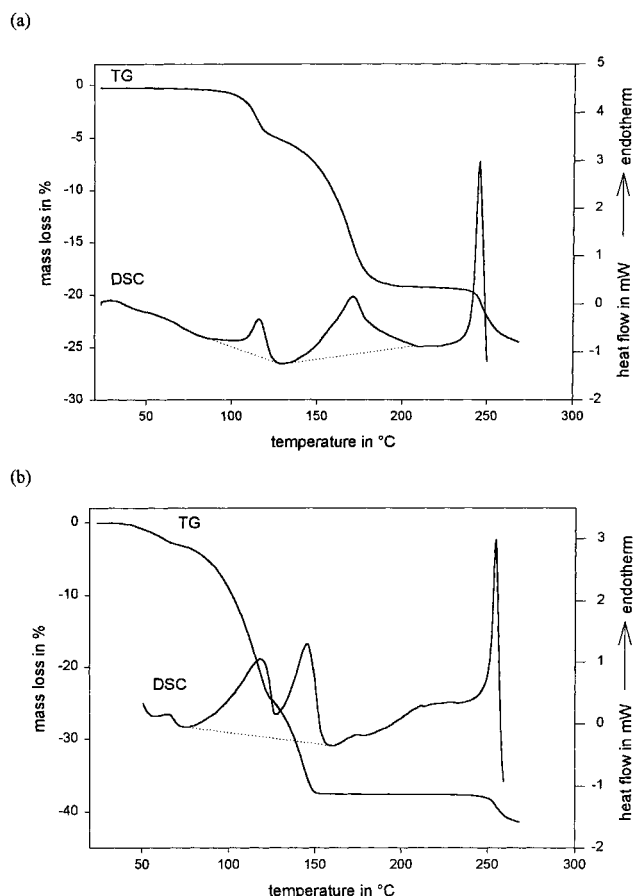 (a)
TG
DSC
0
-5
-10
-15
-20
-25
-30
mass loss in %
50
100
150
200
250
300
temperature in °C
5
4
3
2
1
0
-1
-2
heat flow in mW
endotherm
(b)
TG
DSC
0
-10
-20
-30
-40
mass loss in %
50
100
150
200
250
300
temperature in °C
3
2
1
0
-1
-2
heat flow in mW
endotherm